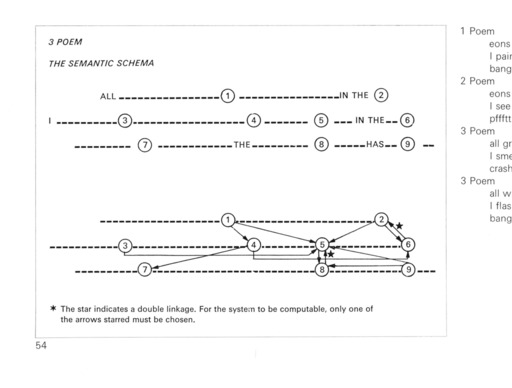 3 POEM
THE SEMANTIC SCHEMA
ALL 1 IN THE 2
I 3 4 5 IN THE 6
7 THE 8 HAS 9
1 2
3 4 5 6
7 8 9
★ The star indicates a double linkage. For the system to be computable, only one of
the arrows starred must be chosen.
54
1 Poem
eons
I pair
bang
2 Poem
eons
I see
pffftt
3 Poem
all gr
I sme
crash
3 Poem
all w
I flas
bang